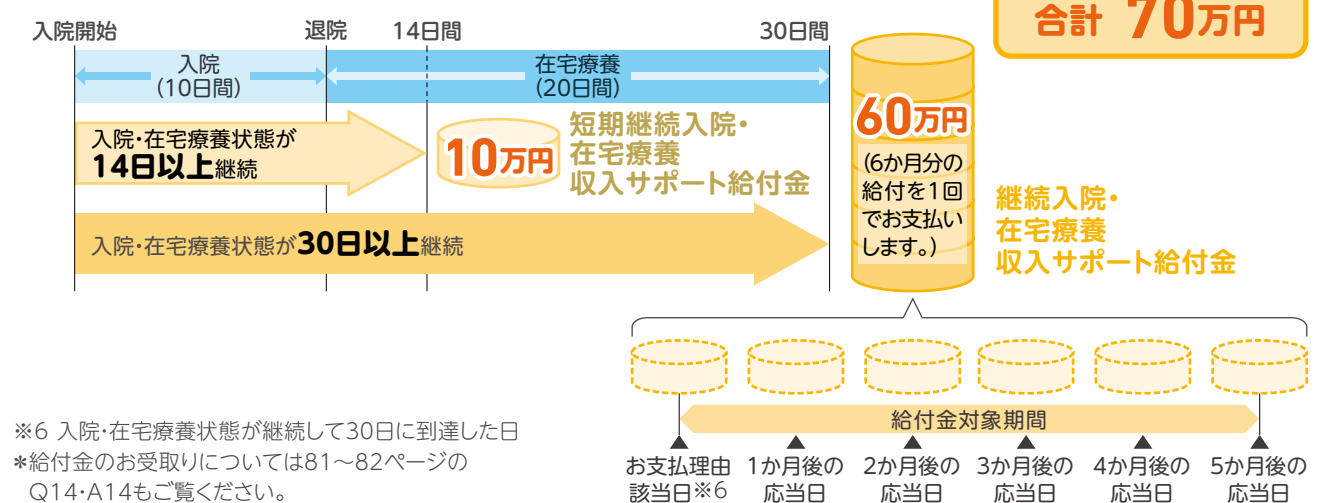 合計 70万円
入院開始
退院
14日間
30日間
入院
(10日間)
在宅療養
(20日間)
入院・在宅療養状態が
14日以上継続
10万円
短期継続入院・
在宅療養
収入サポート給付金
入院・在宅療養状態が30日以上継続
60万円
(6か月分の
給付を1回
でお支払い
します。)
継続入院・
在宅療養
収入サポート給付金
給付金対象期間
お支払理由
該当日※6
1か月後の
応当日
2か月後の
応当日
3か月後の
応当日
4か月後の
応当日
5か月後の
応当日
※6 入院・在宅療養状態が継続して30日に到達した日
*給付金のお受取りについては81〜82ページの
Q14・A14もご覧ください。